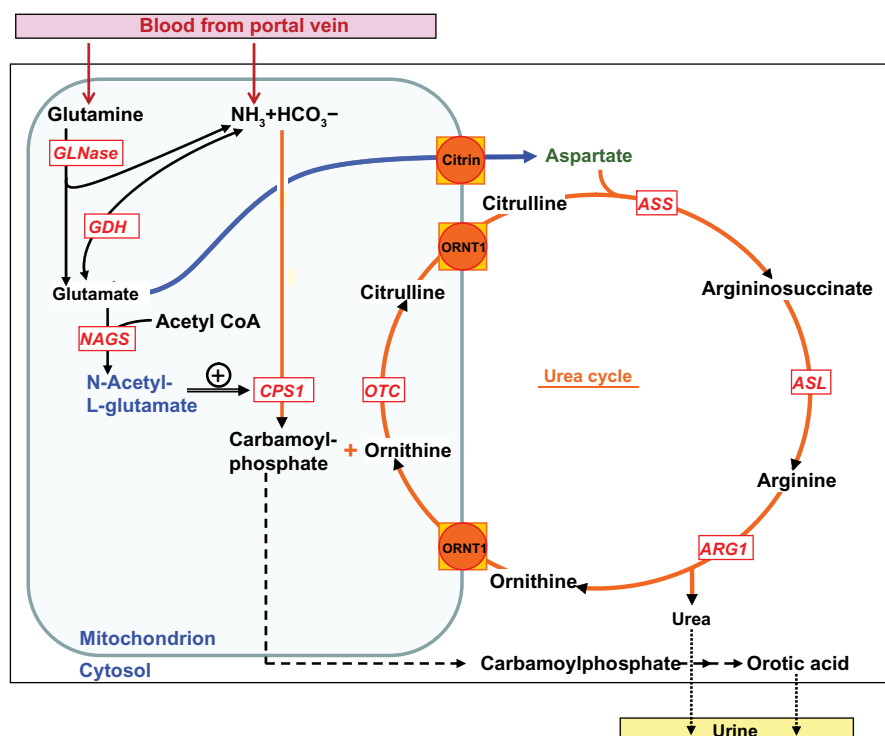 Blood from portal vein
Glutamine
NH3+HCO3−
GLNase
Citrin
Aspartate
Citrulline
ASS
GDH
ORNT1
Glutamate
Citrulline
Argininosuccinate
Acetyl CoA
NAGS
+
N-Acetyl-
L-glutamate
CPS1
OTC
Urea cycle
ASL
Carbamoyl-
phosphate
+ Ornithine
Arginine
ORNT1
ARG1
Ornithine
Urea
Mitochondrion
Cytosol
Carbamoylphosphate
Orotic acid
Urine